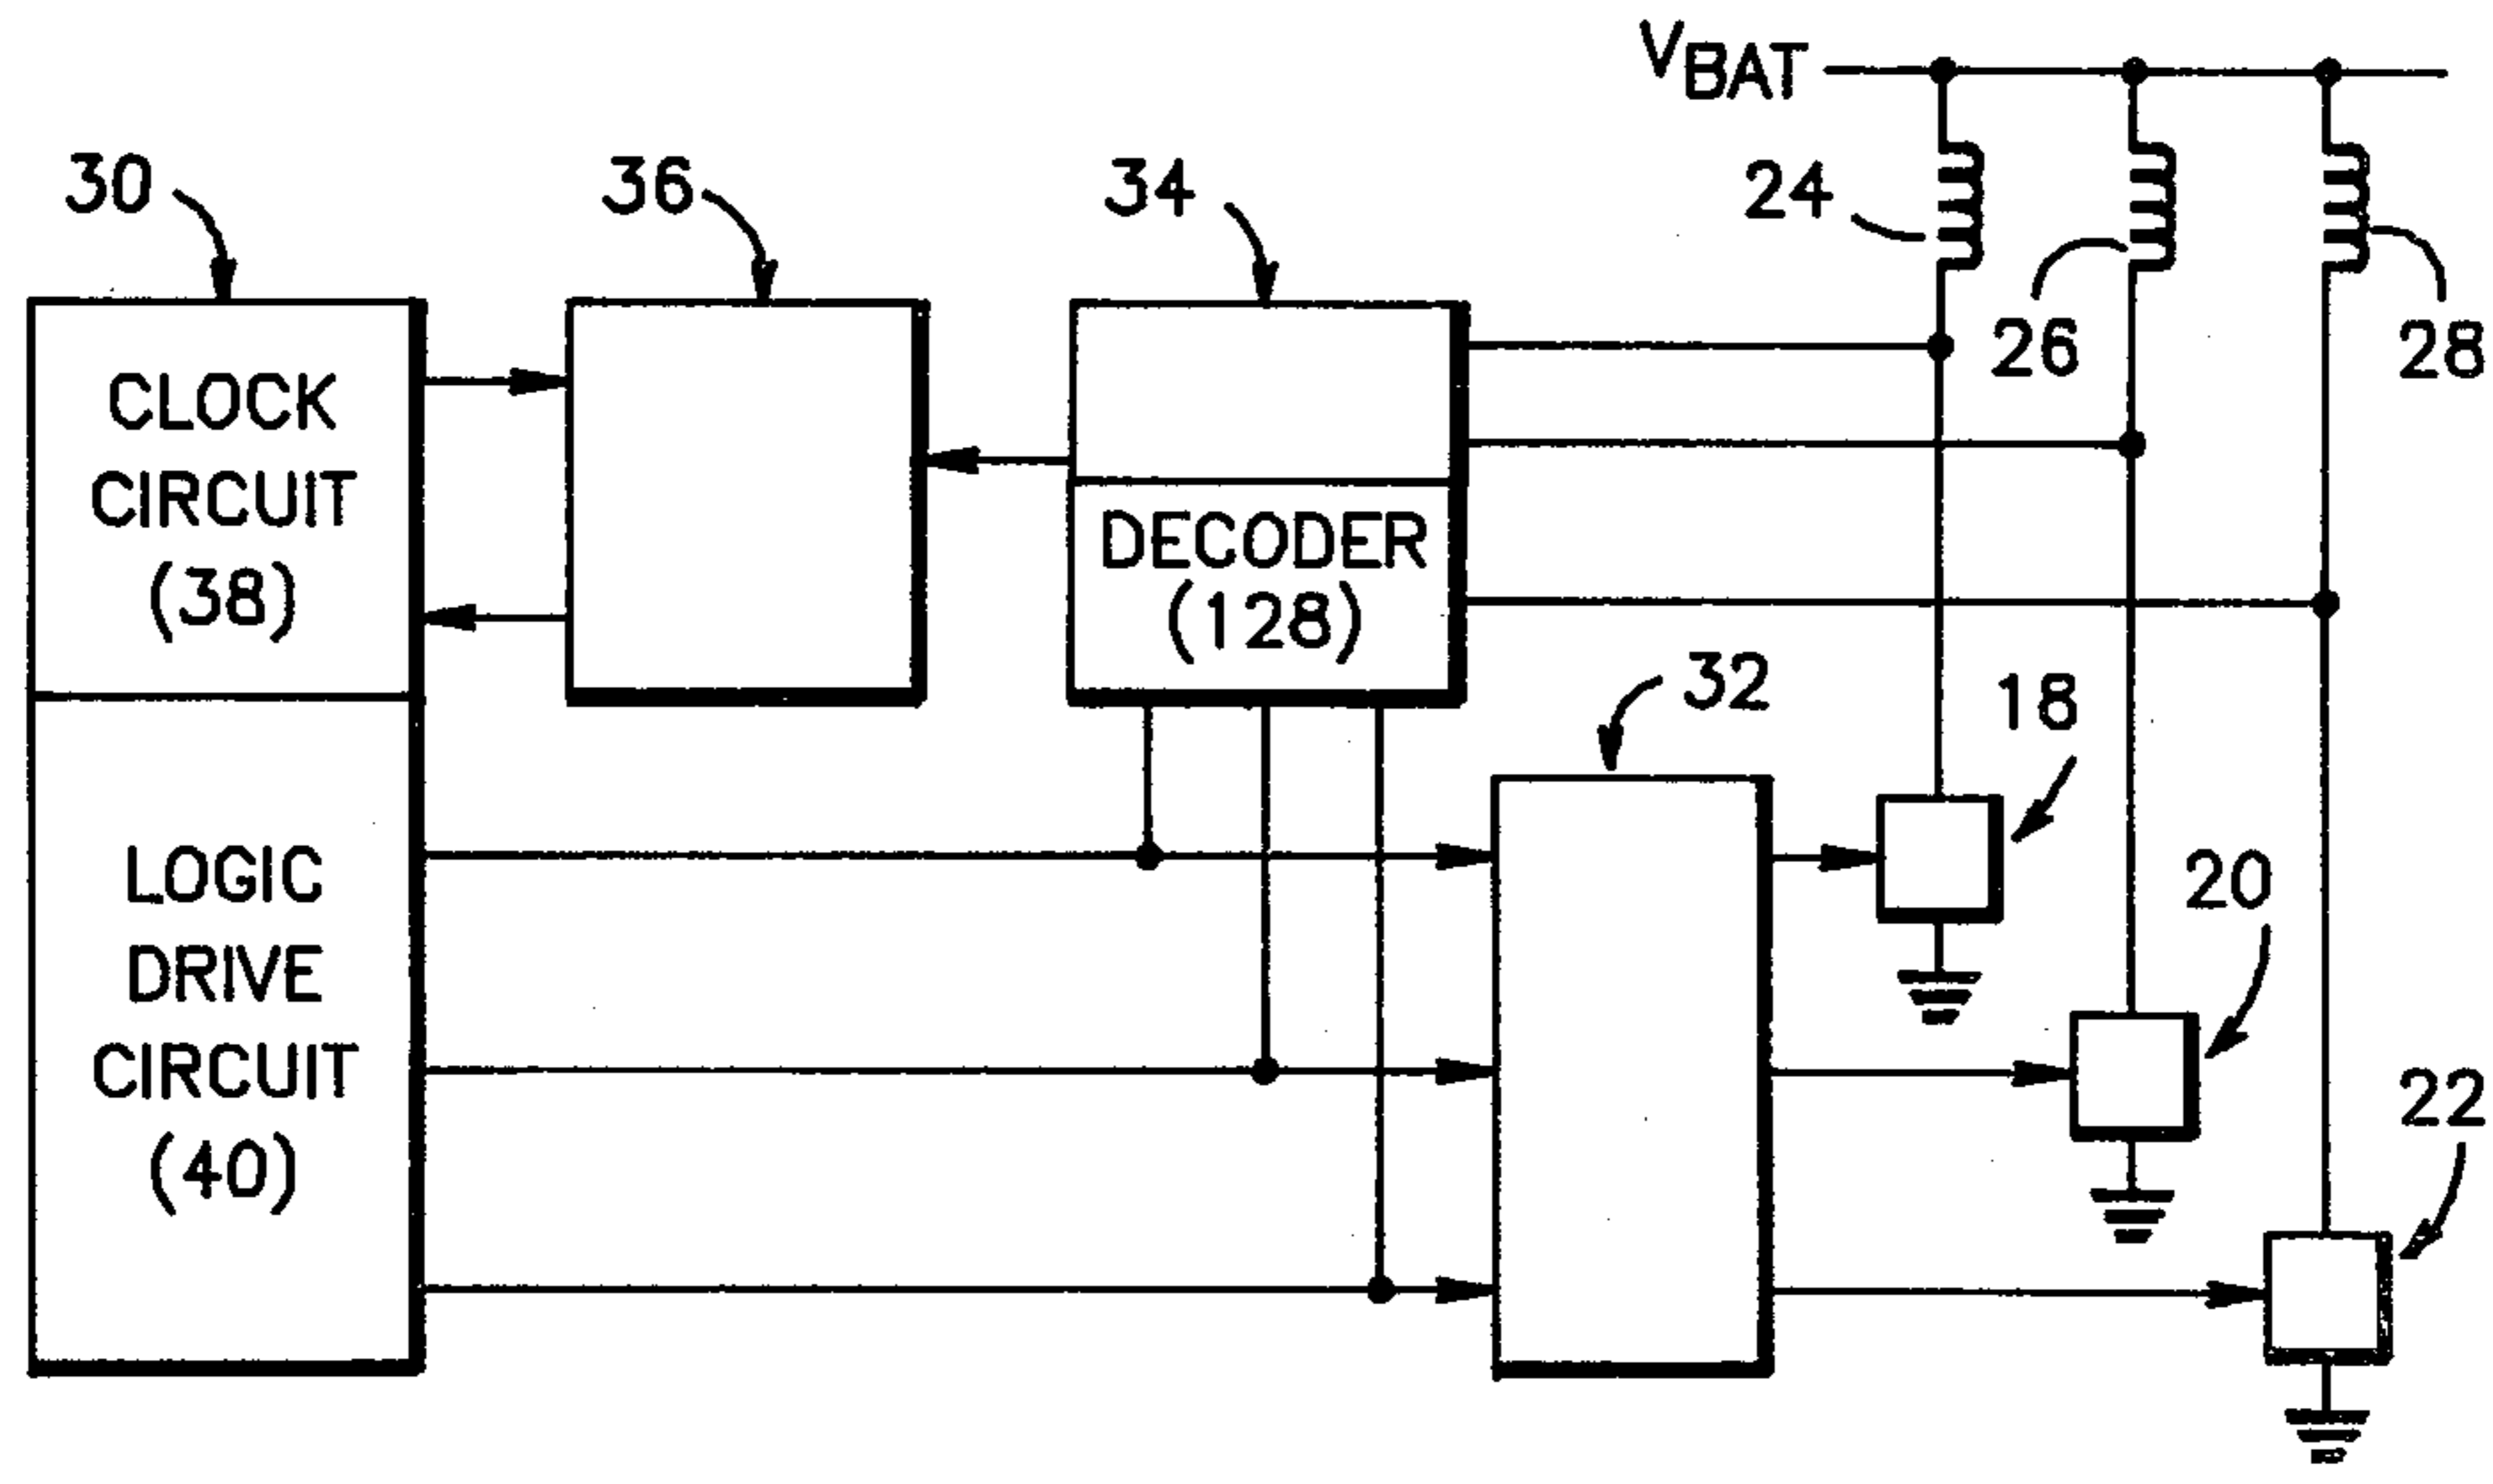 VBAT
30
36
34
24
26
28
CLOCK
CIRCUIT
(38)
DECODER
(128)
32
18
LOGIC
DRIVE
CIRCUIT
(40)
20
22